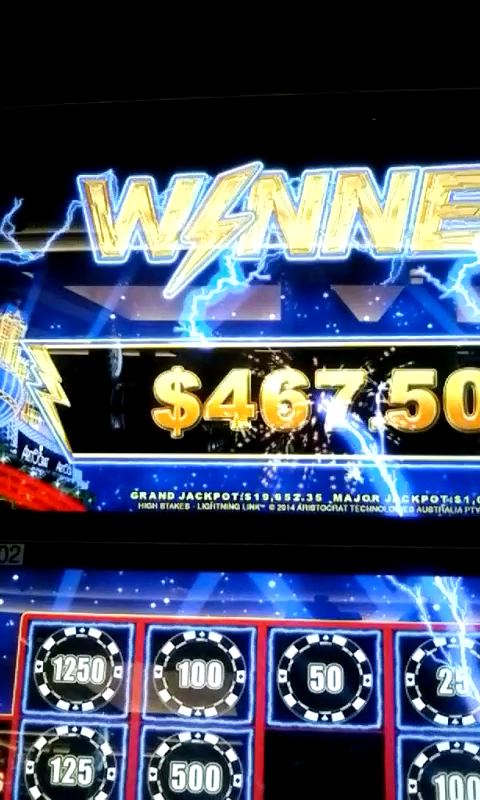 WINNE
$467.50
GRAND JACKPOT:$19,652.35 MAJOR JACKPOT:$1,
HIGH STAKES - LIGHTNING LINK™ © 2014 ARISTOCRAT TECHNOLOGIES AUSTRALIA PTY
02
1250 100 50 25
125 500 100